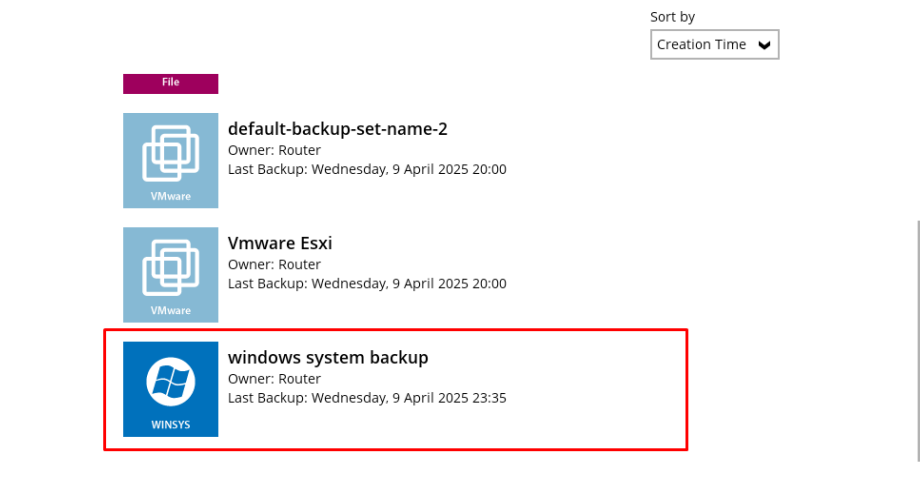 Sort by
Creation Time
File
default-backup-set-name-2
Owner: Router
Last Backup: Wednesday, 9 April 2025 20:00
VMware
Vmware Esxi
Owner: Router
Last Backup: Wednesday, 9 April 2025 20:00
VMware
windows system backup
Owner: Router
Last Backup: Wednesday, 9 April 2025 23:35
WINSYS